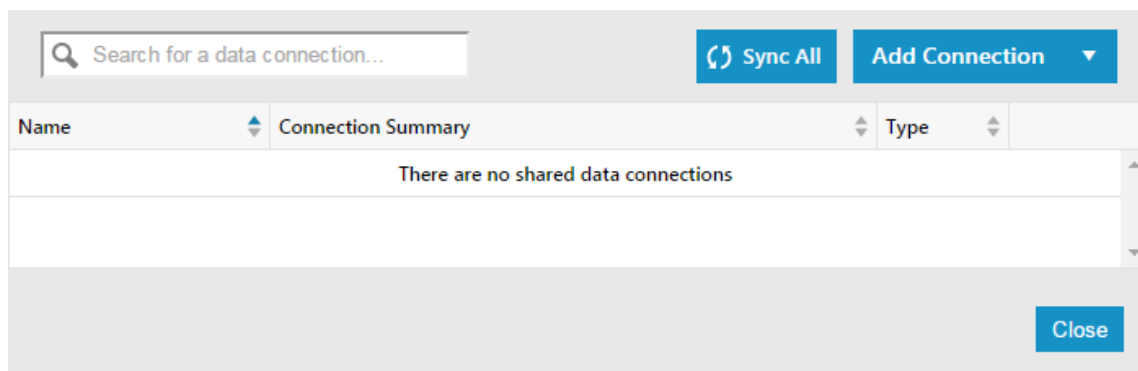 Search for a data connection...
Sync All
Add Connection
Name
Connection Summary
Type
There are no shared data connections
Close